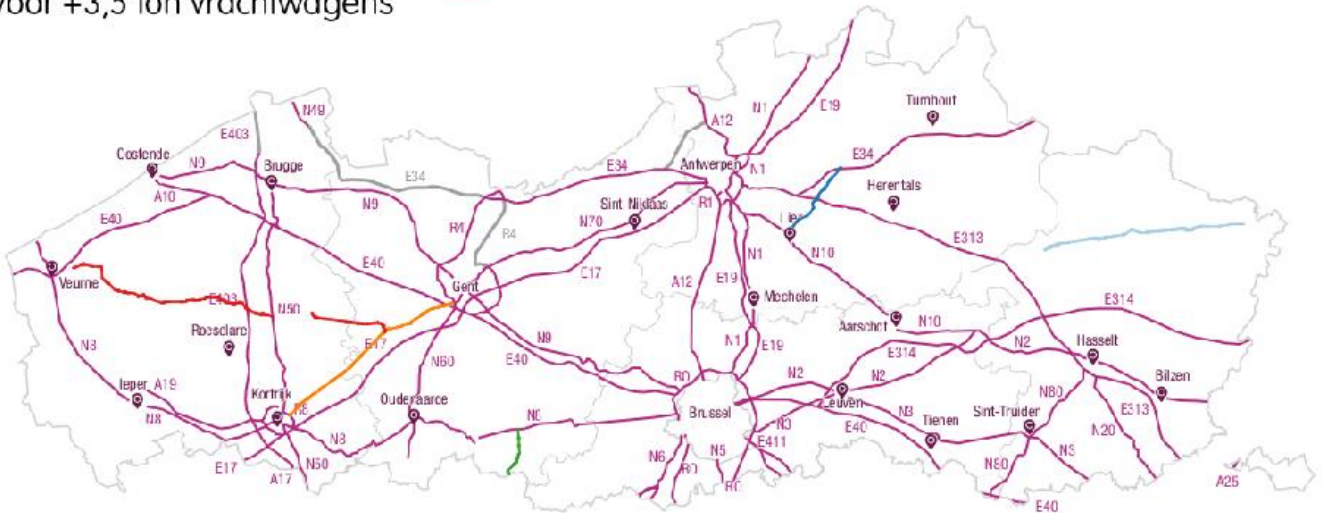 voor +3,5 ton vrachtwagens
N49
E403
A12
N1
E19
Turnhout
Oostende
N9
Brugge
E34
E34
Antwerpen
N1
E34
A10
N9
Herentals
E40
R4
R4
Sint-Niklaas
N70
R1
Lier
N10
E313
E40
Gent
E17
A12
E19
N1
Veurne
E403
N50
Mechelen
E314
Roeselare
E17
N9
N1
E19
Aarschot
N10
N2
Hasselt
N8
N60
E40
E314
Ieper
A19
Kortrijk
R8
Oudenaarde
R0
N2
N2
Leuven
N80
Bilzen
N8
N8
Brussel
N3
N3
E40
Tienen
Sint-Truiden
E313
N20
E17
N50
A17
N6
R0
N5
E411
R0
N80
N3
E40
A25